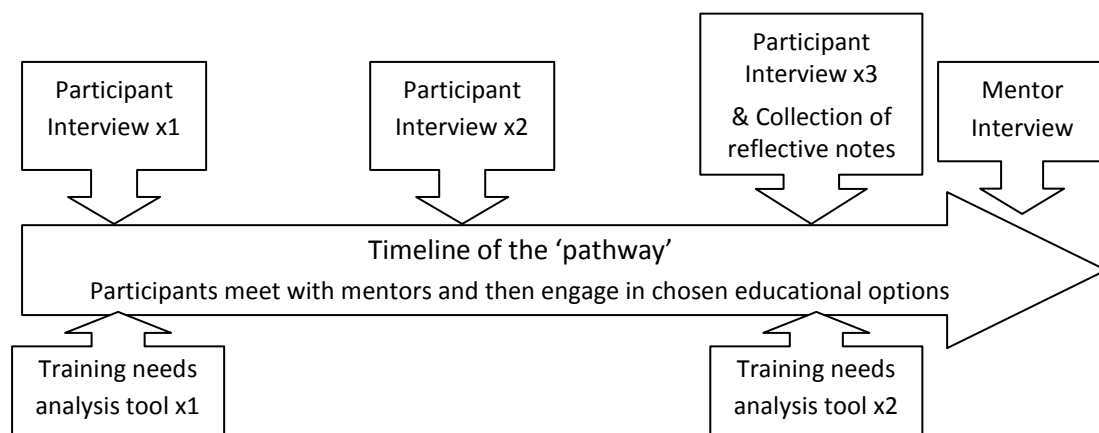 Participant
Interview x1
Participant
Interview x2
Participant
Interview x3
& Collection of
reflective notes
Mentor
Interview
Timeline of the ‘pathway’
Participants meet with mentors and then engage in chosen educational options
Training needs
analysis tool x1
Training needs
analysis tool x2